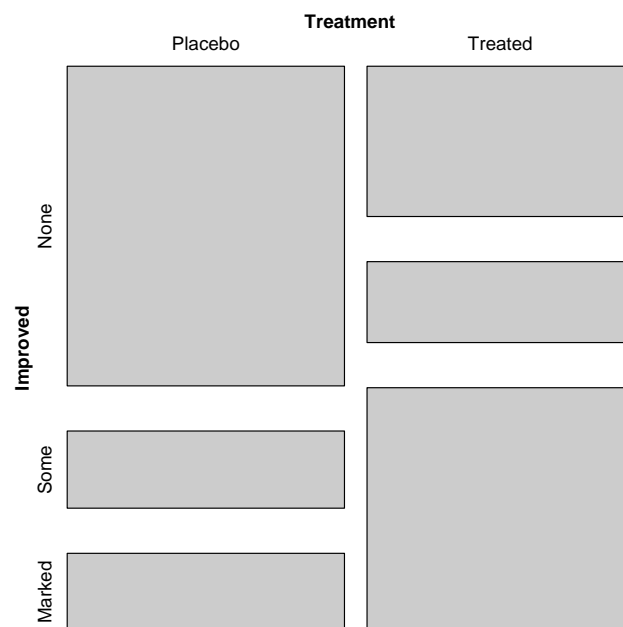 Treatment
Placebo Treated
Improved
None
Some
Marked